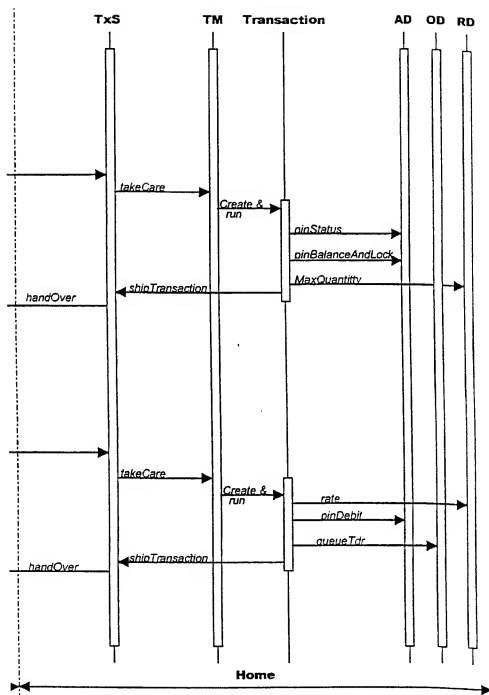 TxS TM Transaction AD OD RD
takeCare
Create &
run
pinStatus
pinBalanceAndLock
MaxQuantity
shipTransaction
handOver
takeCare
Create &
run
rate
pinDebit
queueTdr
shipTransaction
handOver
Home